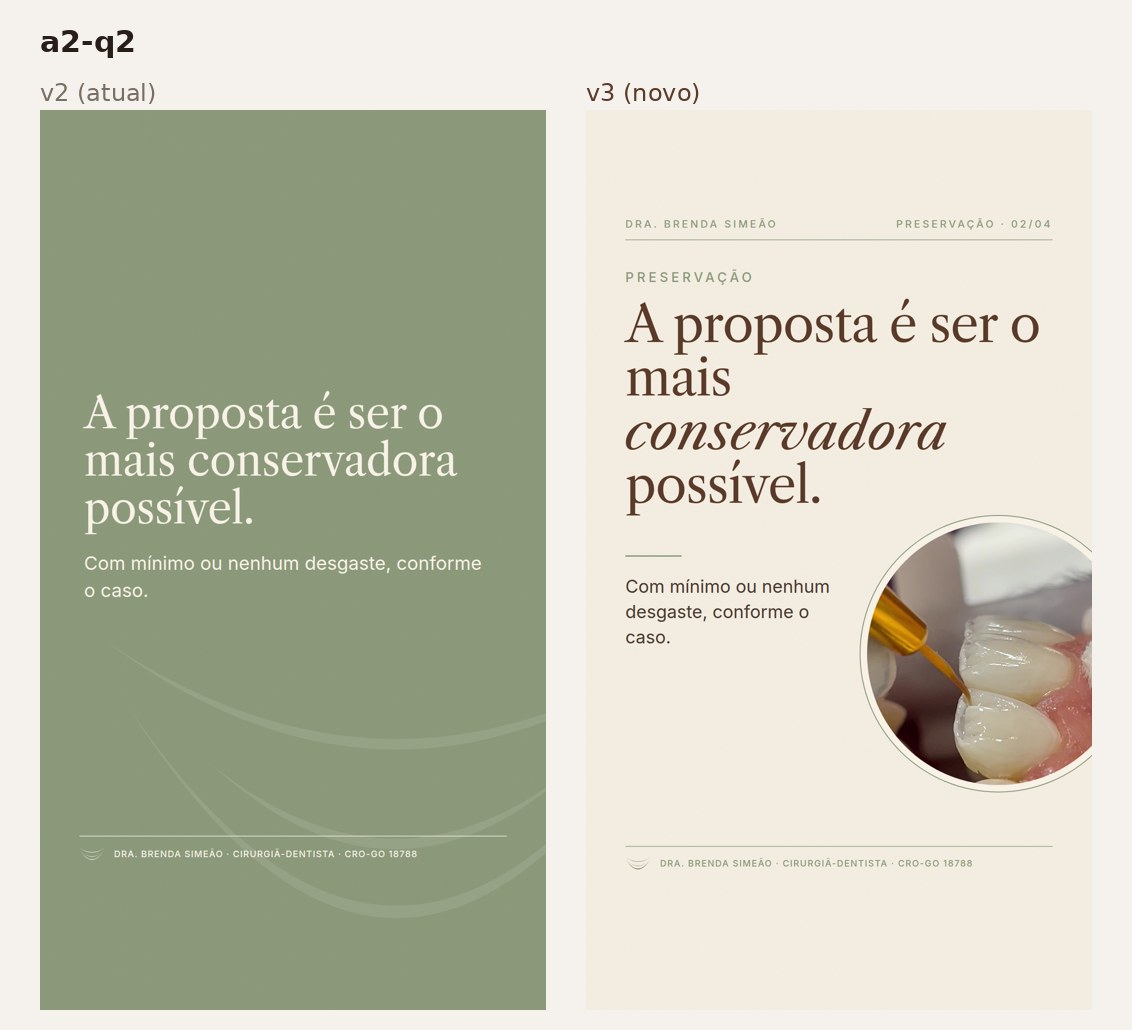 a2-q2
v2 (atual)
A proposta é ser o
mais conservadora
possível.
Com mínimo ou nenhum desgaste, conforme
o caso.
DRA. BRENDA SIMEÃO · CIRURGIÃ-DENTISTA · CRO-GO 18788
v3 (novo)
DRA. BRENDA SIMEÃO
PRESERVAÇÃO · 02/04
PRESERVAÇÃO
A proposta é ser o
mais
conservadora
possível.
Com mínimo ou nenhum
desgaste, conforme o
caso.
DRA. BRENDA SIMEÃO · CIRURGIÃ-DENTISTA · CRO-GO 18788